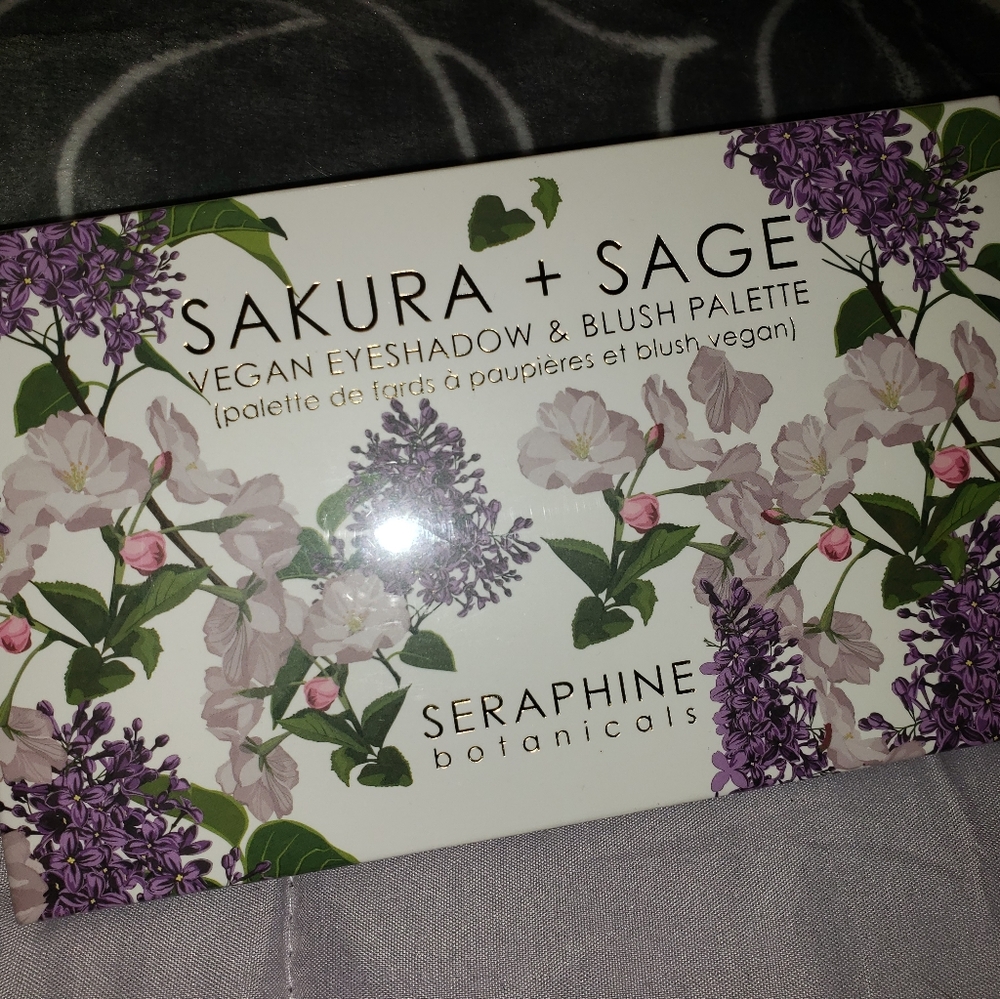 SAKURA + SAGE
VEGAN EYESHADOW & BLUSH PALETTE
(palette de fards à paupières et blush vegan)
SERAPHINE
botanicals